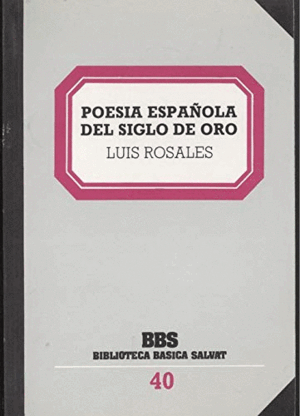 POESIA ESPAÑOLA
DEL SIGLO DE ORO
LUIS ROSALES
BBS
BIBLIOTECA BASICA SALVAT
40